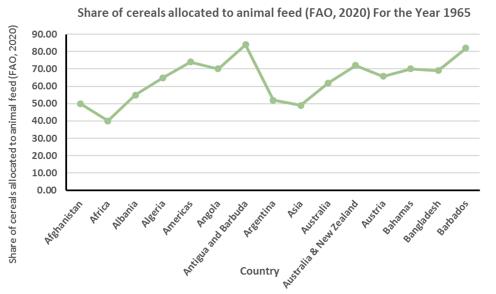 Share of cereals allocated to animal feed (FAO, 2020) For the Year 1965
Share of cereals allocated to animal feed (FAO, 2020)
90.00
80.00
70.00
60.00
50.00
40.00
30.00
20.00
10.00
0.00
Afghanistan
Africa
Albania
Algeria
Americas
Angola
Antigua and Barbuda
Argentina
Asia
Australia
Australia & New Zealand
Austria
Bahamas
Bangladesh
Barbados
Country